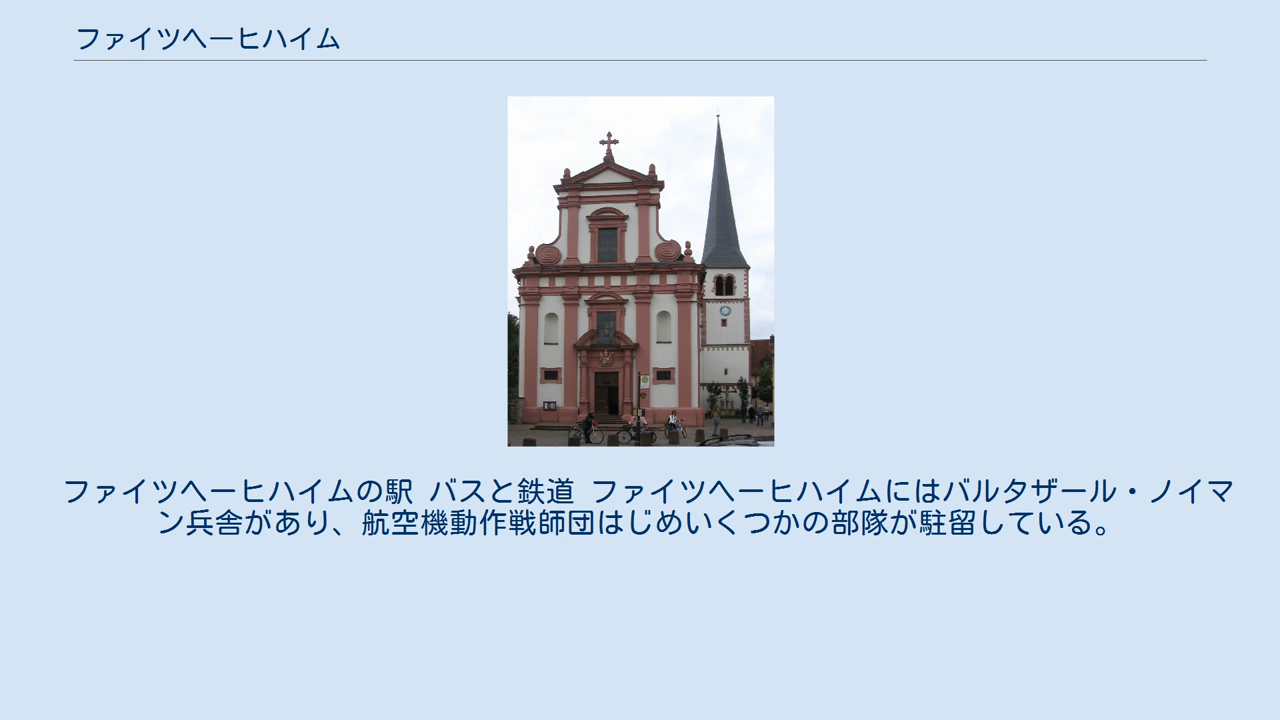 ファイツヘーヒハイム
ファイツヘーヒハイムの駅 バスと鉄道 ファイツヘーヒハイムにはバルタザール・ノイマ
ン兵舎があり、航空機動作戦師団はじめいくつかの部隊が駐留している。